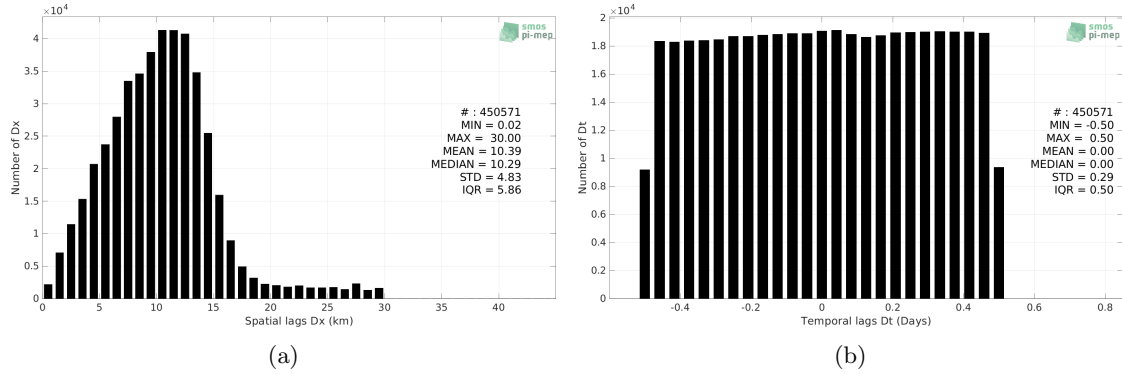 ×10⁴
smos
pi-mep
4
3.5
3
2.5
2
1.5
1
0.5
0
Number of Dx
# : 450571
MIN = 0.02
MAX = 30.00
MEAN = 10.39
MEDIAN = 10.29
STD = 4.83
IQR = 5.86
0 5 10 15 20 25 30 35 40
Spatial lags Dx (km)
(a)
×10⁴
smos
pi-mep
2
1.8
1.6
1.4
1.2
1
0.8
0.6
0.4
0.2
0
Number of Dt
# : 450571
MIN = -0.50
MAX = 0.50
MEAN = 0.00
MEDIAN = 0.00
STD = 0.29
IQR = 0.50
-0.4 -0.2 0 0.2 0.4 0.6 0.8
Temporal lags Dt (Days)
(b)